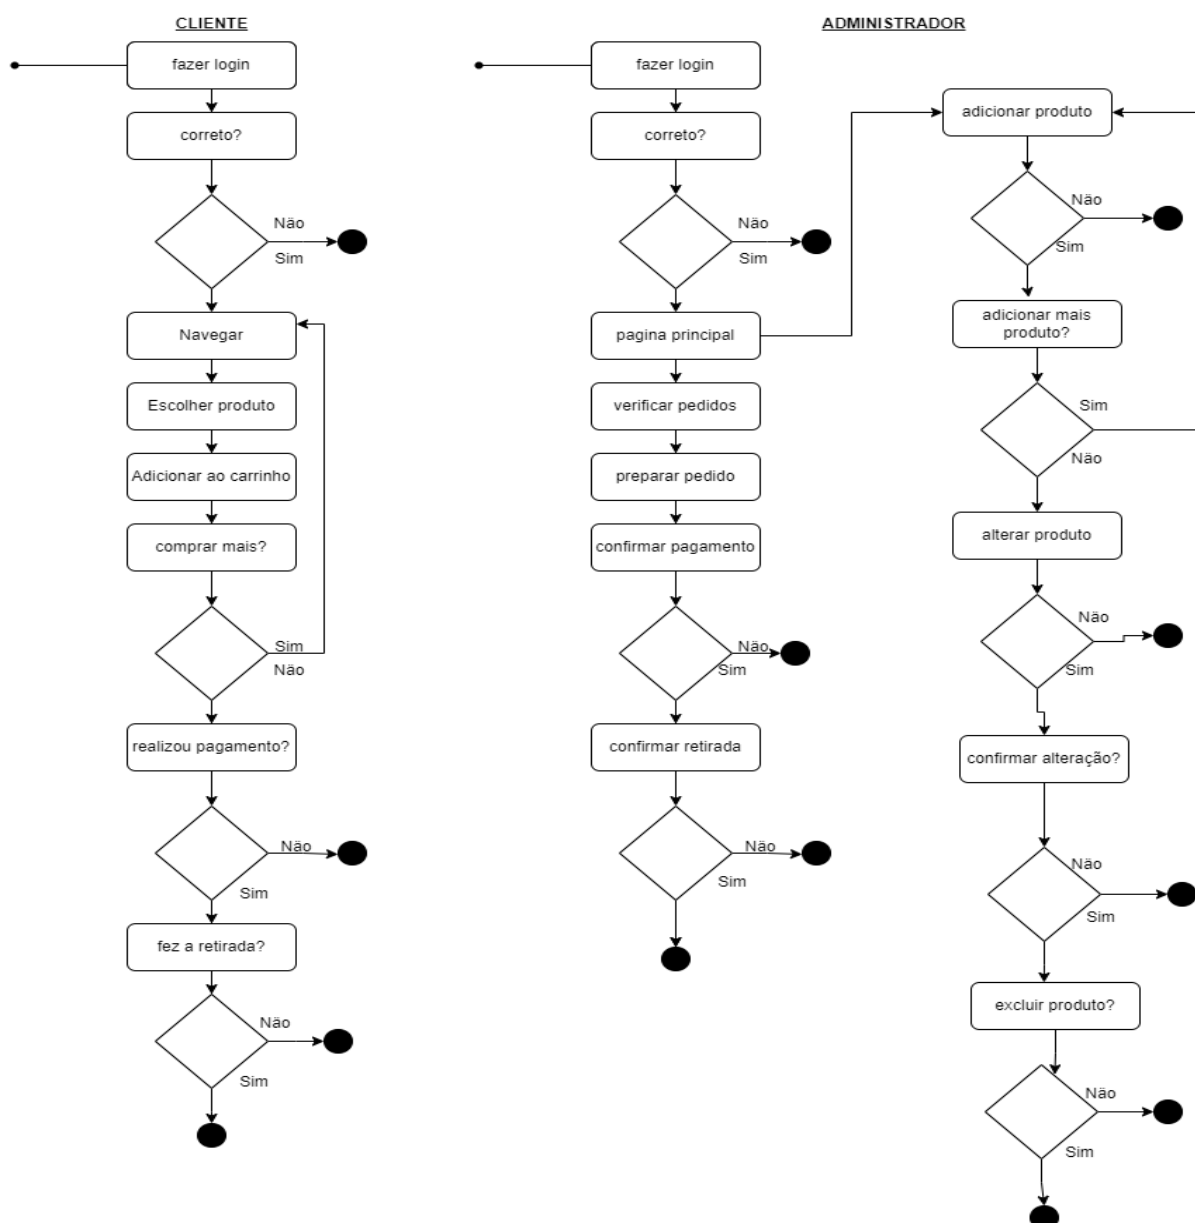 CLIENTE
fazer login
correto?
Não
Sim
Navegar
Escolher produto
Adicionar ao carrinho
comprar mais?
Sim
Não
realizou pagamento?
Não
Sim
fez a retirada?
Não
Sim
ADMINISTRADOR
fazer login
correto?
Não
Sim
pagina principal
verificar pedidos
preparar pedido
confirmar pagamento
Não
Sim
confirmar retirada
Não
Sim
adicionar produto
Não
Sim
adicionar mais
produto?
Sim
Não
alterar produto
Não
Sim
confirmar alteração?
Não
Sim
excluir produto?
Não
Sim